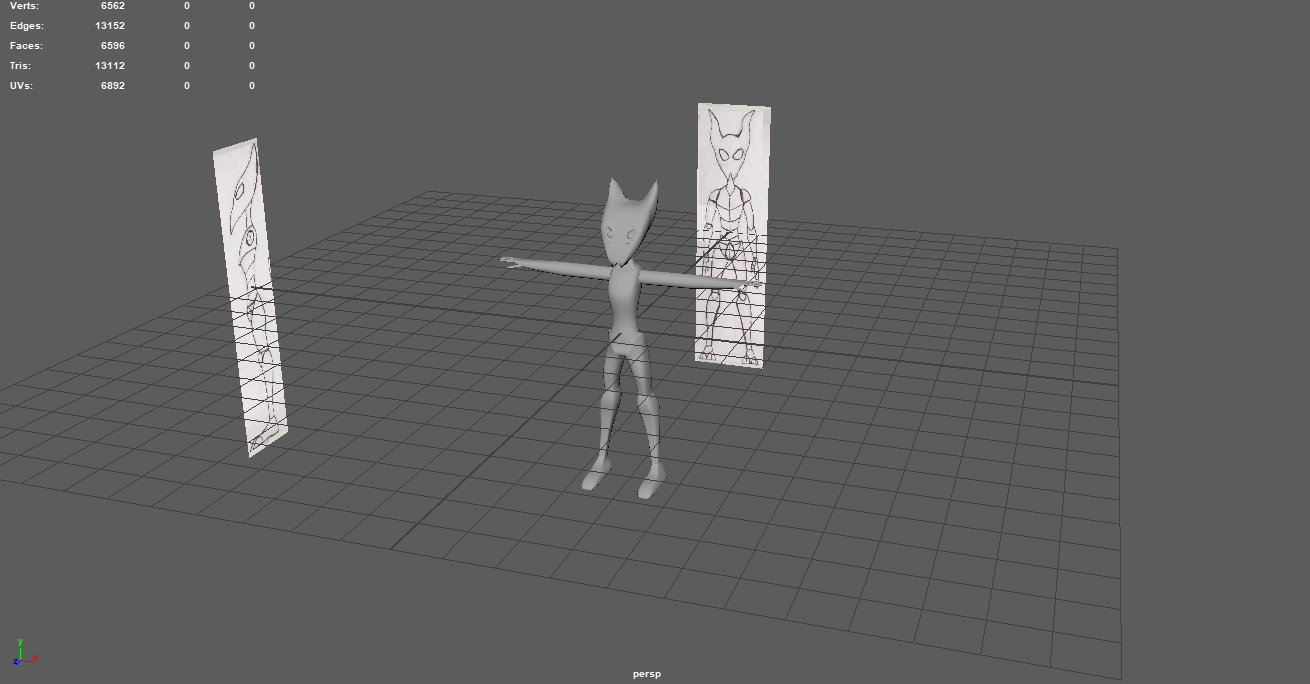 Verts: 6562 0 0
Edges: 13152 0 0
Faces: 6596 0 0
Tris: 13112 0 0
UVs: 6892 0 0
y
z x
persp